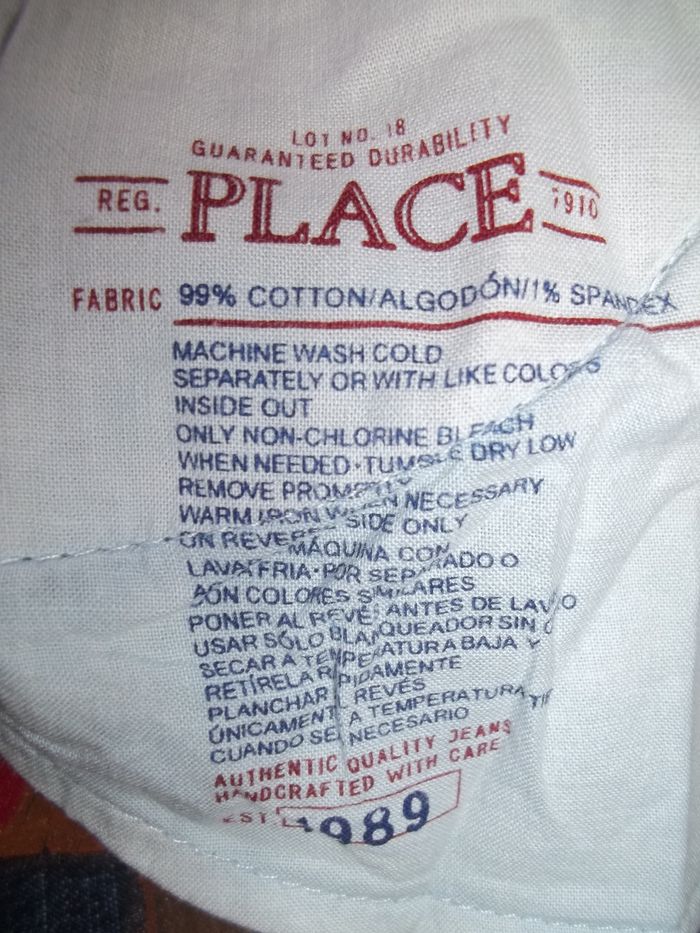 LOT NO. 18
GUARANTEED DURABILITY
REG. PLACE 1910
FABRIC 99% COTTON/ALGODÓN/1% SPANDEX
MACHINE WASH COLD
SEPARATELY OR WITH LIKE COLORS
INSIDE OUT
ONLY NON-CHLORINE BLEACH
WHEN NEEDED · TUMBLE DRY LOW
REMOVE PROMPTLY
WARM IRON WHEN NECESSARY
ON REVERSE SIDE ONLY
LAVAR MÁQUINA CON
FRIA · POR SEPARADO O
CON COLORES SIMILARES
PONER AL REVÉS ANTES DE LAVADO
USAR SÓLO BLANQUEADOR SIN
SECAR A TEMPERATURA BAJA Y
RETÍRELA RÁPIDAMENTE
PLANCHAR REVÉS
ÚNICAMENTE A TEMPERATURA
CUANDO SEA NECESARIO
AUTHENTIC QUALITY JEANS
HANDCRAFTED WITH CARE
EST. 1989